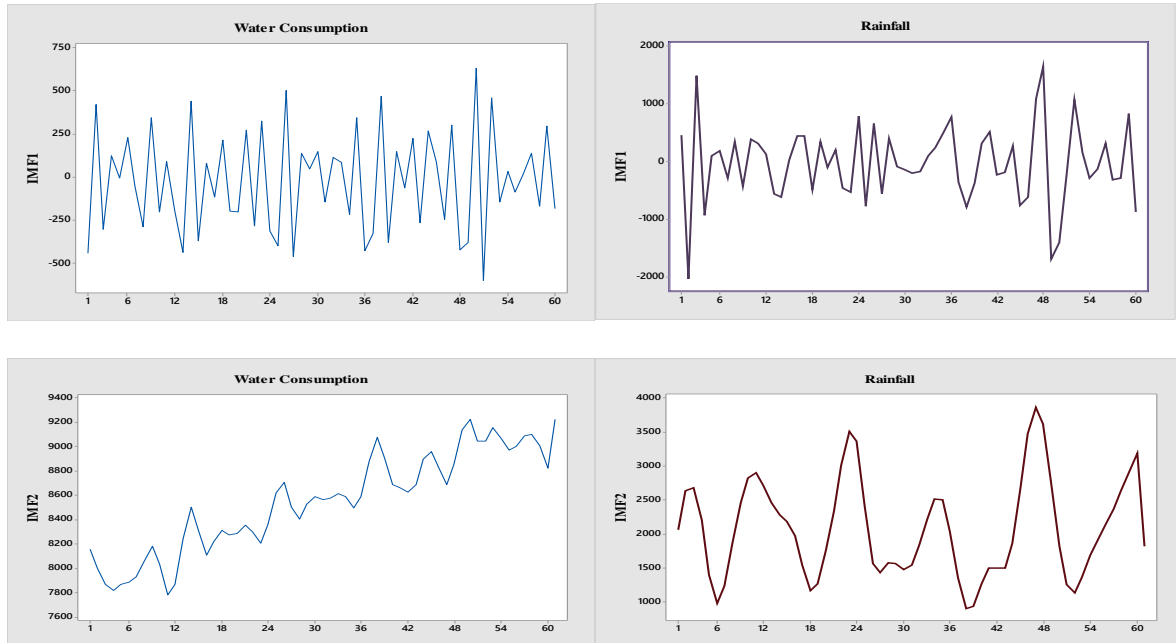 Water Consumption
IMF1
750
500
250
0
-250
-500
1 6 12 18 24 30 36 42 48 54 60
Rainfall
IMF1
2000
1000
0
-1000
-2000
1 6 12 18 24 30 36 42 48 54 60
Water Consumption
IMF2
9400
9200
9000
8800
8600
8400
8200
8000
7800
7600
1 6 12 18 24 30 36 42 48 54 60
Rainfall
IMF2
4000
3500
3000
2500
2000
1500
1000
1 6 12 18 24 30 36 42 48 54 60